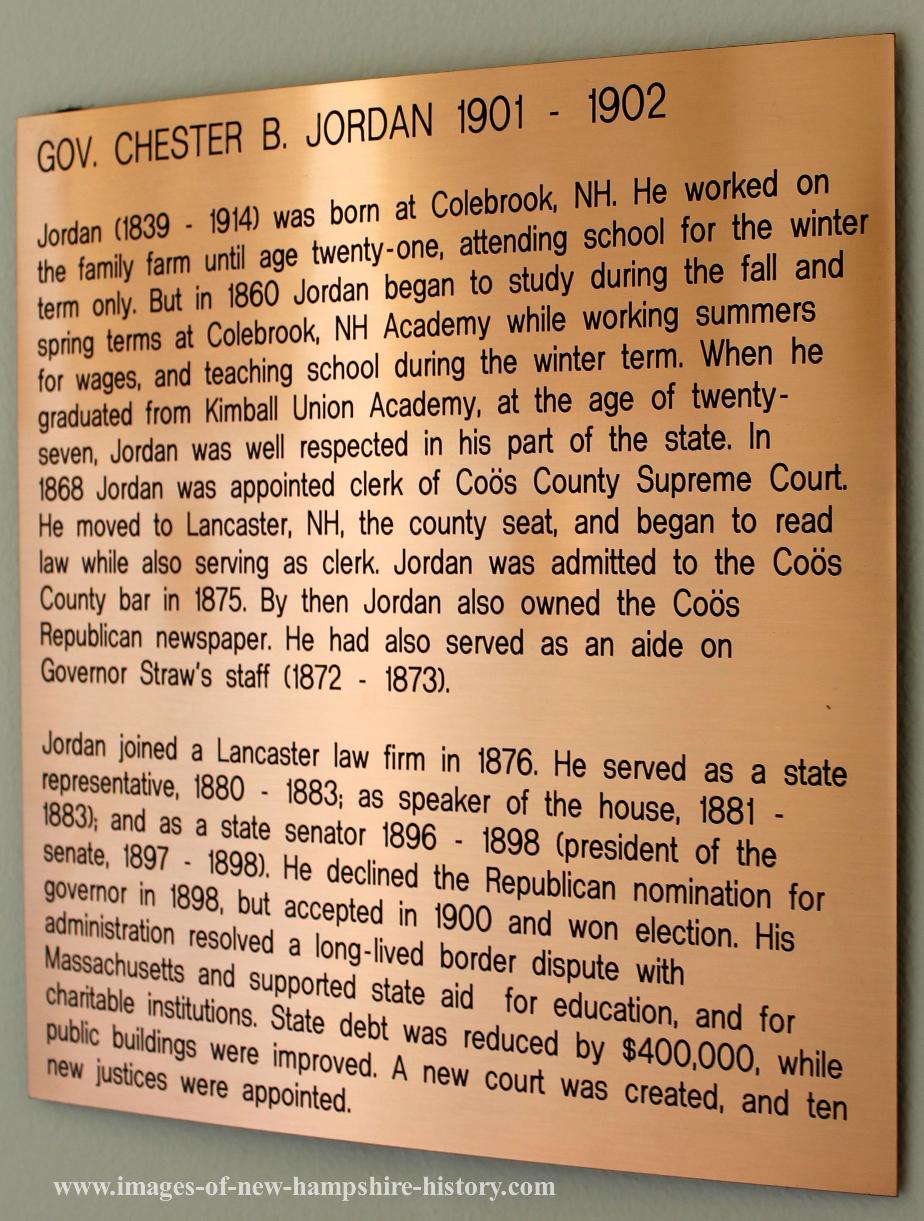 GOV. CHESTER B. JORDAN 1901 - 1902
Jordan (1839 - 1914) was born at Colebrook, NH. He worked on
the family farm until age twenty-one, attending school for the winter
term only. But in 1860 Jordan began to study during the fall and
spring terms at Colebrook, NH Academy while working summers
for wages, and teaching school during the winter term. When he
graduated from Kimball Union Academy, at the age of twenty-
seven, Jordan was well respected in his part of the state. In
1868 Jordan was appointed clerk of Coös County Supreme Court.
He moved to Lancaster, NH, the county seat, and began to read
law while also serving as clerk. Jordan was admitted to the Coös
County bar in 1875. By then Jordan also owned the Coös
Republican newspaper. He had also served as an aide on
Governor Straw's staff (1872 - 1873).
Jordan joined a Lancaster law firm in 1876. He served as a state
representative, 1880 - 1883; as speaker of the house, 1881 -
1883); and as a state senator 1896 - 1898 (president of the
senate, 1897 - 1898). He declined the Republican nomination for
governor in 1898, but accepted in 1900 and won election. His
administration resolved a long-lived border dispute with
Massachusetts and supported state aid for education, and for
charitable institutions. State debt was reduced by $400,000, while
public buildings were improved. A new court was created, and ten
new justices were appointed.
www.images-of-new-hampshire-history.com